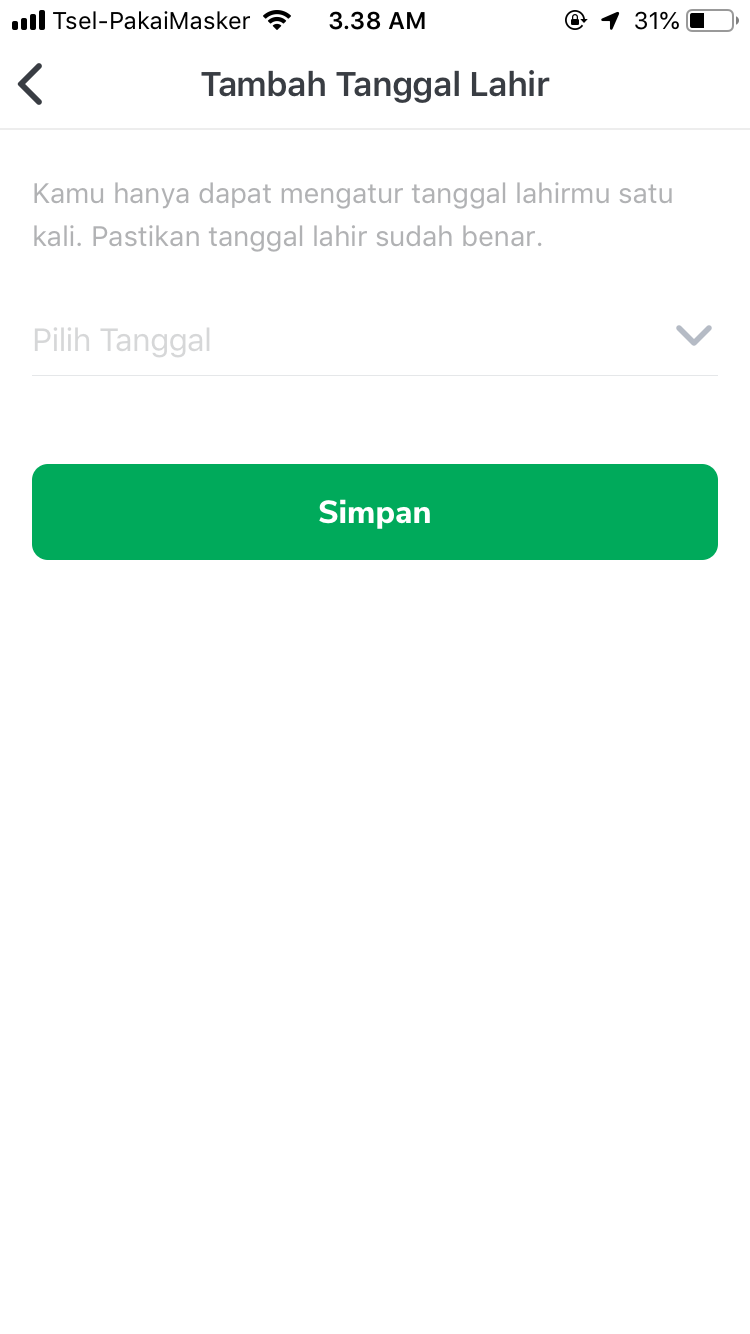 Tsel-PakaiMasker 3.38 AM 31%
Tambah Tanggal Lahir
Kamu hanya dapat mengatur tanggal lahirmu satu
kali. Pastikan tanggal lahir sudah benar.
Pilih Tanggal
Simpan